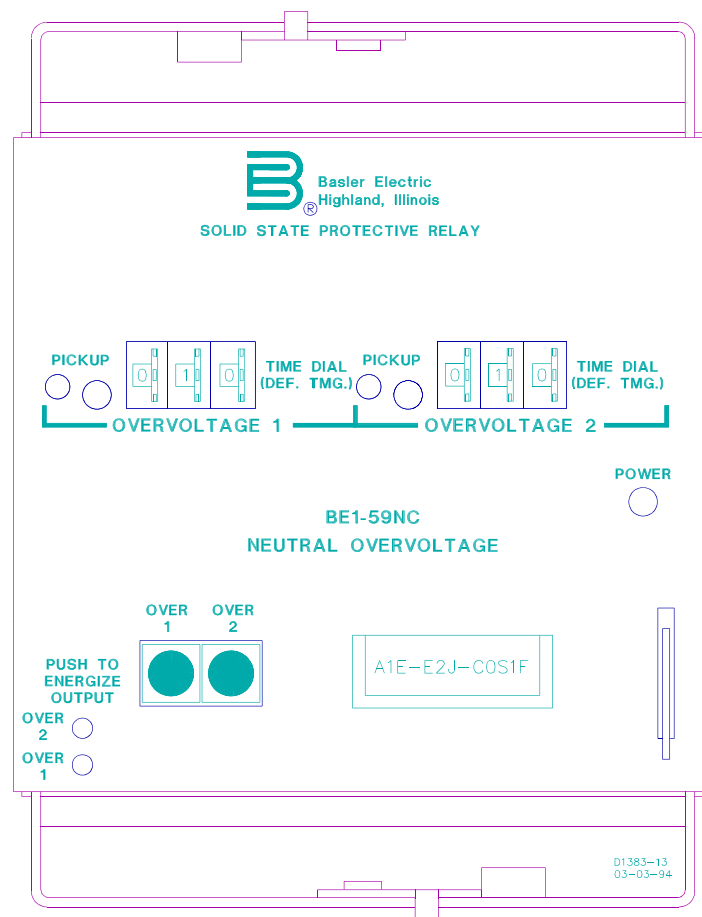 Basler Electric
Highland, Illinois
®
SOLID STATE PROTECTIVE RELAY
PICKUP
0 1 0
TIME DIAL
(DEF. TMG.)
OVERVOLTAGE 1
PICKUP
0 1 0
TIME DIAL
(DEF. TMG.)
OVERVOLTAGE 2
POWER
BE1-59NC
NEUTRAL OVERVOLTAGE
OVER
1
OVER
2
PUSH TO
ENERGIZE
OUTPUT
A1E-E2J-C0S1F
OVER
2
OVER
1
D1383-13
03-03-94